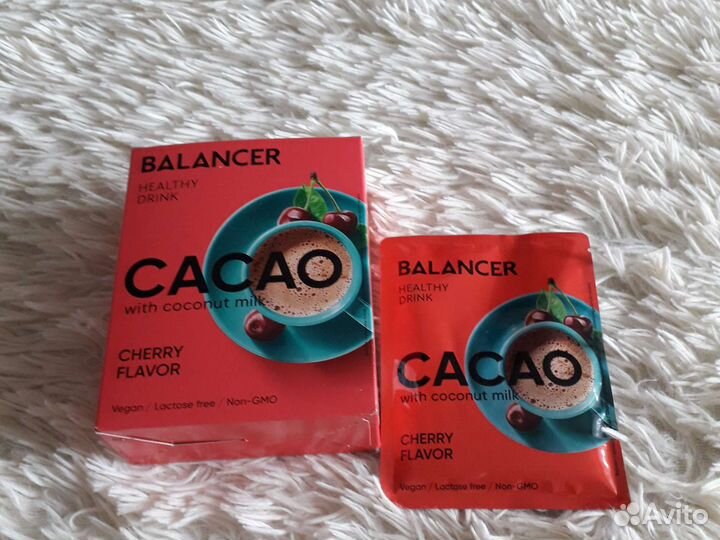 BALANCER
HEALTHY
DRINK
CACAO
with coconut milk
CHERRY
FLAVOR
Vegan / Lactose free / Non-GMO
BALANCER
HEALTHY
DRINK
CACAO
with coconut milk
CHERRY
FLAVOR
Vegan / Lactose free / Non-GMO
Avito